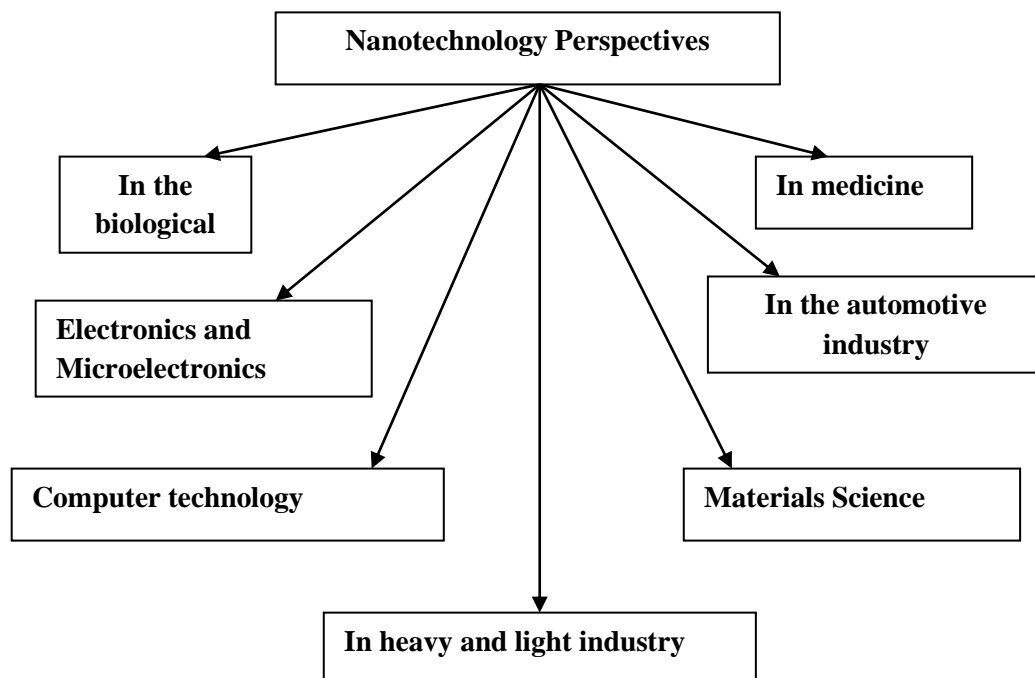 Nanotechnology Perspectives
In the
biological
In medicine
Electronics and
Microelectronics
In the automotive
industry
Computer technology
Materials Science
In heavy and light industry